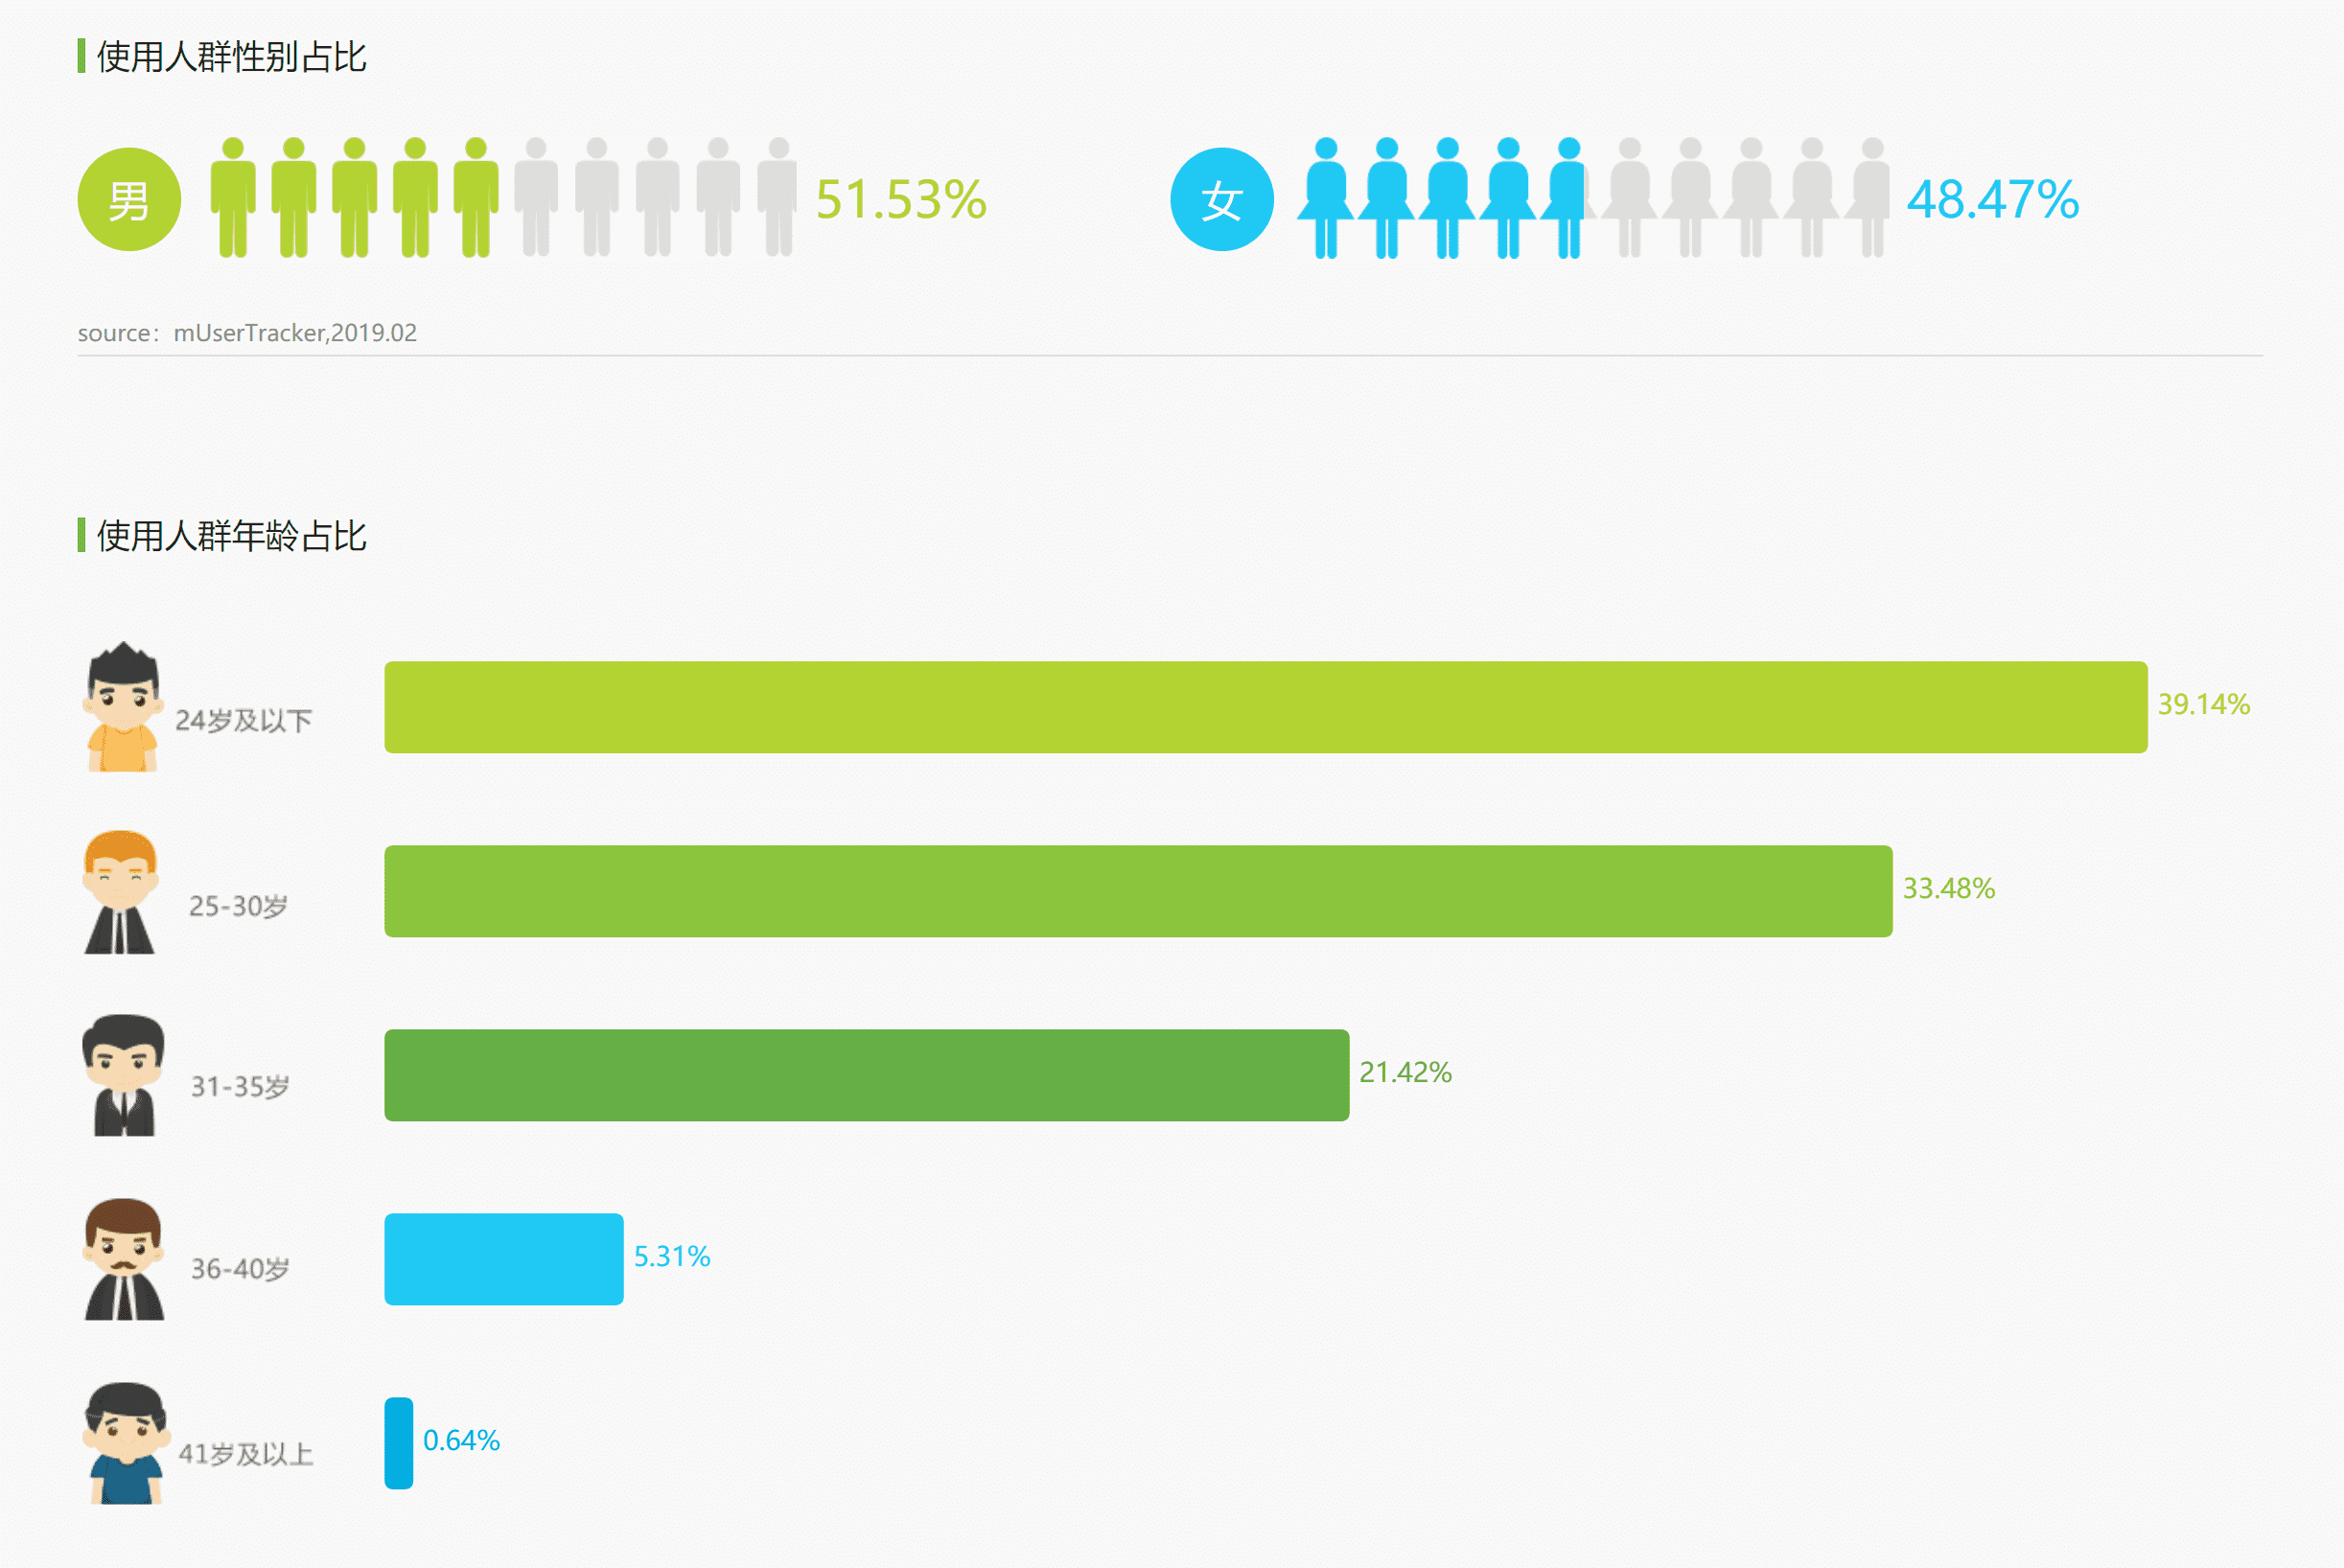 使用人群性别占比
男 51.53% 女 48.47%
source：mUserTracker,2019.02
使用人群年龄占比
24岁及以下 39.14%
25-30岁 33.48%
31-35岁 21.42%
36-40岁 5.31%
41岁及以上 0.64%